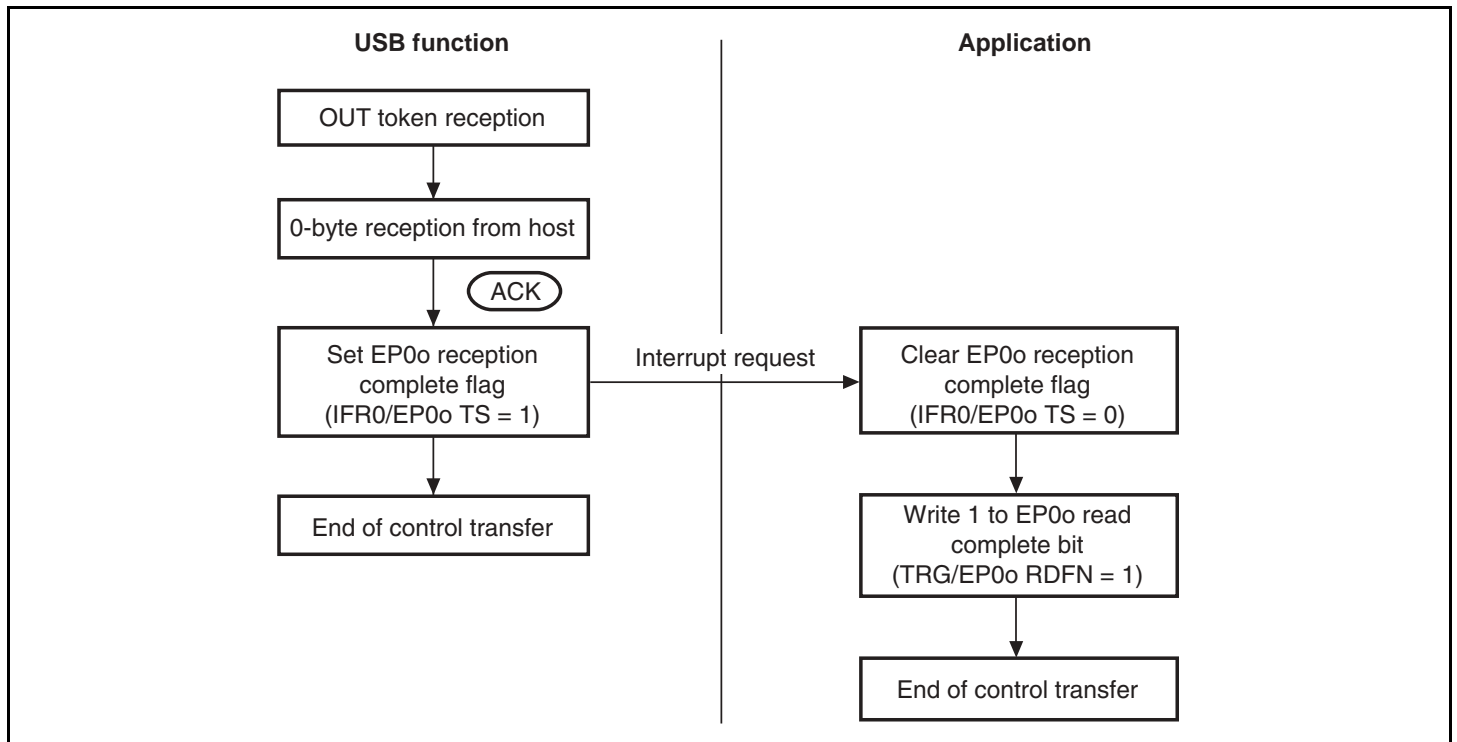 USB function
Application
OUT token reception
0-byte reception from host
ACK
Set EP0o reception
complete flag
(IFR0/EP0o TS = 1)
Interrupt request
Clear EP0o reception
complete flag
(IFR0/EP0o TS = 0)
End of control transfer
Write 1 to EP0o read
complete bit
(TRG/EP0o RDFN = 1)
End of control transfer